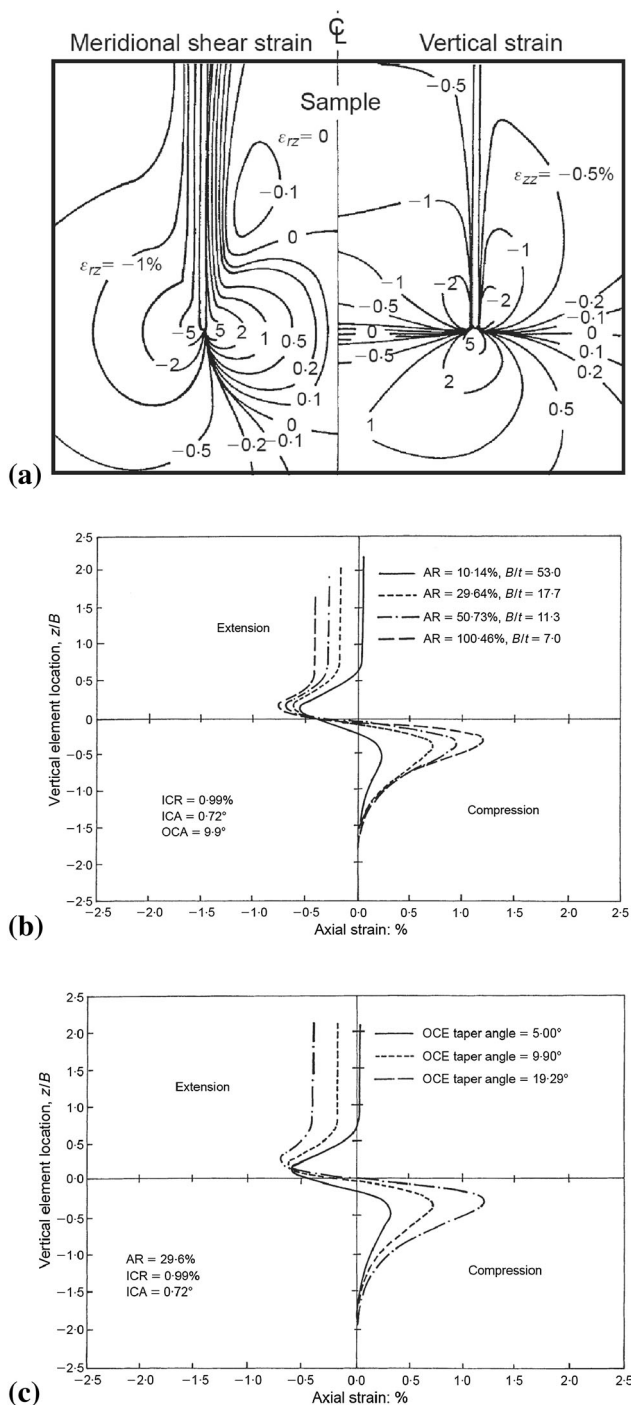 ℄
Meridional shear strain Vertical strain
Sample
εrz= 0
−0·1
0
εrz= −1%
−5 5 2 1 0·5
−2
0·2
0·1
0
−0·1
−0·2
−0·5
−0·5
εzz= −0·5%
−1
−1
−1
−2
−2
−0·5
0
−0·5
−0·2
−0·1
0
0·1
0·2
0·5
5
2
1
(a)
2·5
2·0
1·5
1·0
0·5
0
−0·5
−1·0
−1·5
−2·0
−2·5
Vertical element location, z/B
AR = 10·14%, B/t = 53·0
AR = 29·64%, B/t = 17·7
AR = 50·73%, B/t = 11·3
AR = 100·46%, B/t = 7·0
Extension
ICR = 0·99%
ICA = 0·72°
OCA = 9·9°
Compression
−2·5 −2·0 −1·5 −1·0 −0·5 0·0 0·5 1·0 1·5 2·0 2·5
Axial strain: %
(b)
2·5
2·0
1·5
1·0
0·5
0·0
−0·5
−1·0
−1·5
−2·0
−2·5
Vertical element location, z/B
OCE taper angle = 5·00°
OCE taper angle = 9·90°
OCE taper angle = 19·29°
Extension
AR = 29·6%
ICR = 0·99%
ICA = 0·72°
Compression
−2·5 −2·0 −1·5 −1·0 −0·5 0·0 0·5 1·0 1·5 2·0 2·5
Axial strain: %
(c)